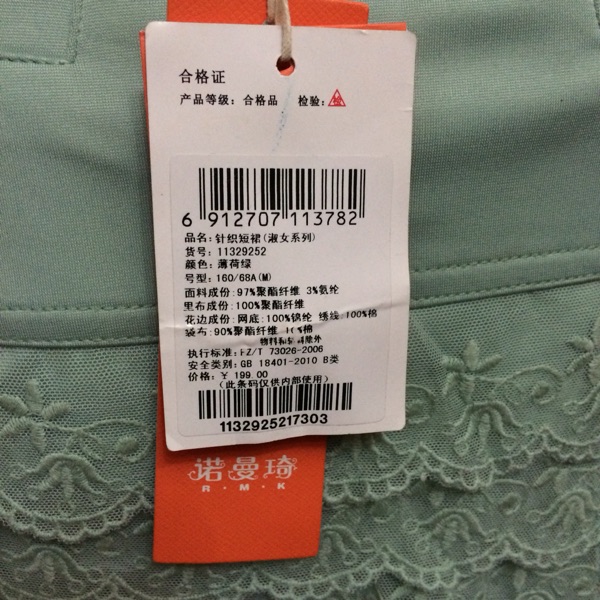 合格证
产品等级: 合格品 检验: 检
6 912707 113782
品名: 针织短裙(淑女系列)
货号: 11329252
颜色: 薄荷绿
号型: 160/68A(M)
面料成份: 97%聚酯纤维 3%氨纶
里布成份: 100%聚酯纤维
花边成份: 网底: 100%锦纶 绣线: 100%棉
袋布: 90%聚酯纤维 10%棉
执行标准: FZ/T 73026-2006
安全类别: GB 18401-2010 B类
价格: ¥ 199.00
(此条码仅供内部使用)
1132925217303
诺曼琦
R·M·K